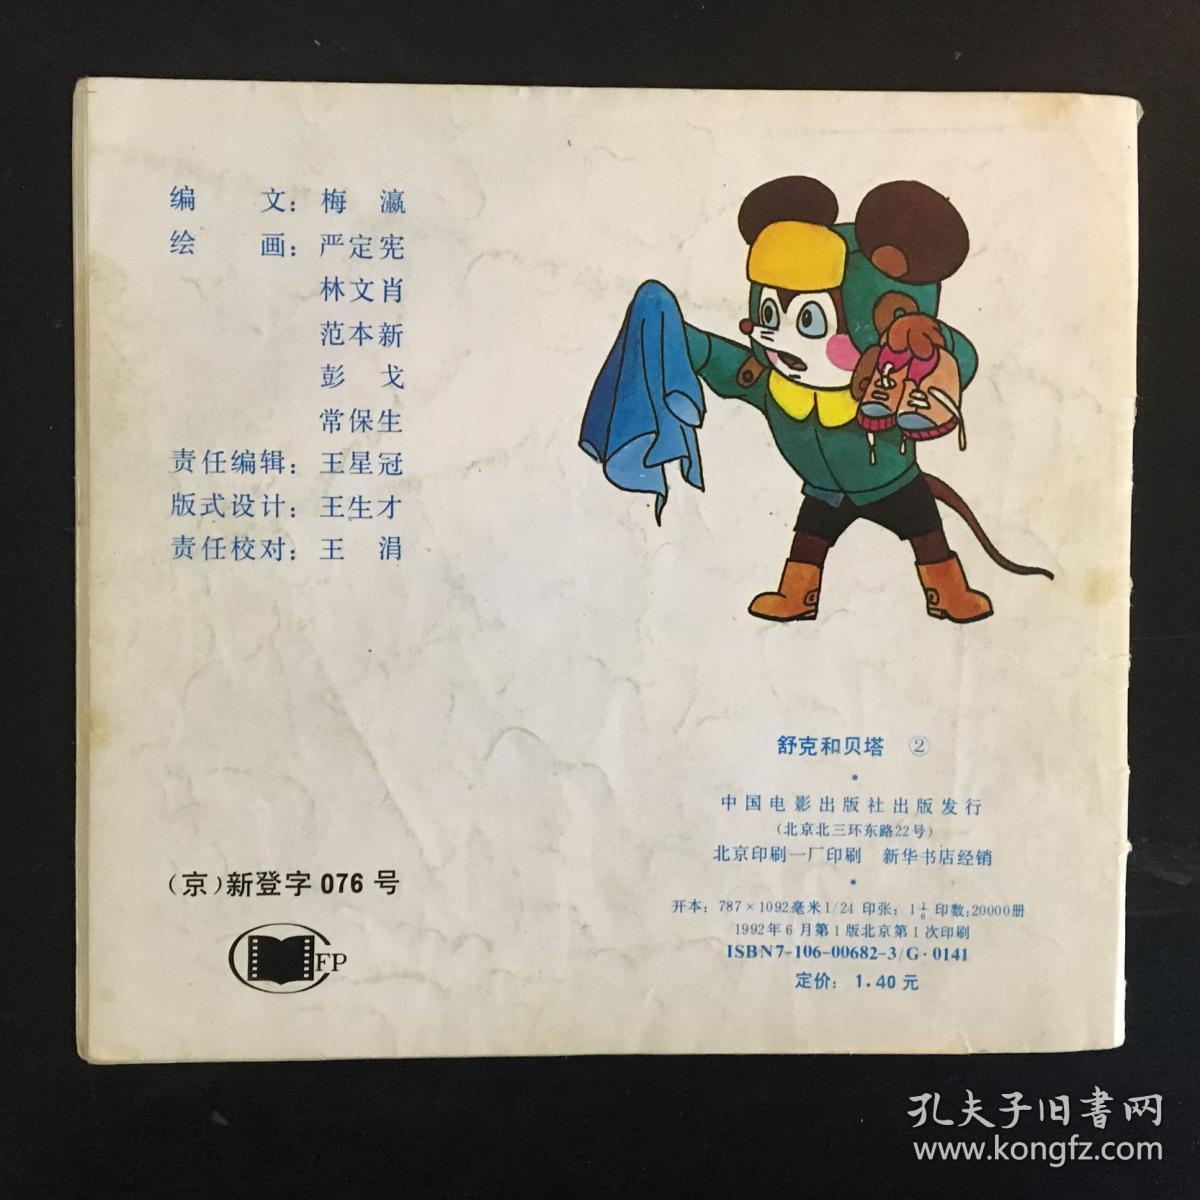 编　　文：梅　瀛
绘　　画：严定宪
林文肖
范本新
彭　戈
常保生
责任编辑：王星冠
版式设计：王生才
责任校对：王　涓
舒克和贝塔　②
中国电影出版社出版发行
（北京北三环东路22号）
北京印刷一厂印刷　新华书店经销
开本：787×1092毫米1/24 印张：1⅙ 印数：20000册
1992年6月第1版北京第1次印刷
ISBN7-106-00682-3/G·0141
定价：1.40元
（京）新登字 076 号
FP
孔夫子旧書网
www.kongfz.com